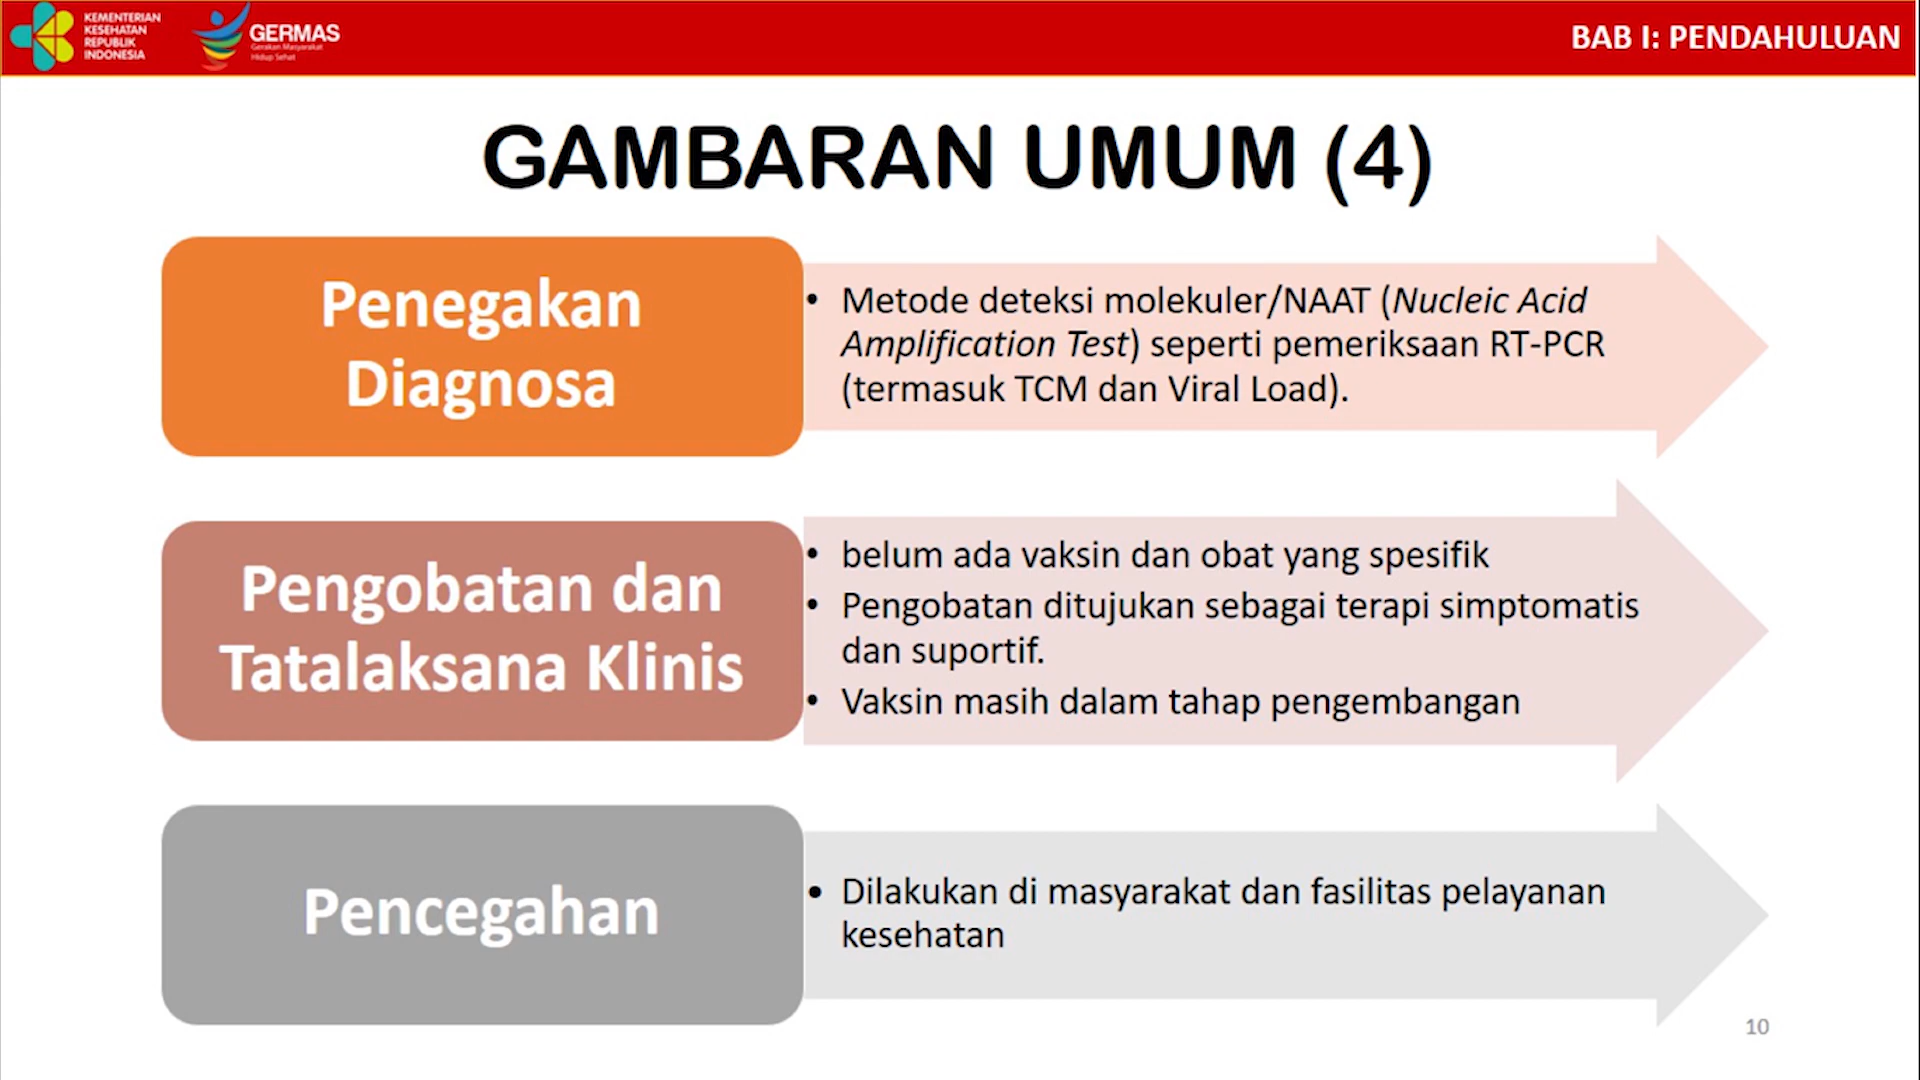 KEMENTERIAN
KESEHATAN
REPUBLIK
INDONESIA
GERMAS
Gerakan Masyarakat
Hidup Sehat
BAB I: PENDAHULUAN
GAMBARAN UMUM (4)
Penegakan
Diagnosa
• Metode deteksi molekuler/NAAT (Nucleic Acid
Amplification Test) seperti pemeriksaan RT-PCR
(termasuk TCM dan Viral Load).
Pengobatan dan
Tatalaksana Klinis
• belum ada vaksin dan obat yang spesifik
• Pengobatan ditujukan sebagai terapi simptomatis
dan suportif.
• Vaksin masih dalam tahap pengembangan
Pencegahan
• Dilakukan di masyarakat dan fasilitas pelayanan
kesehatan
10